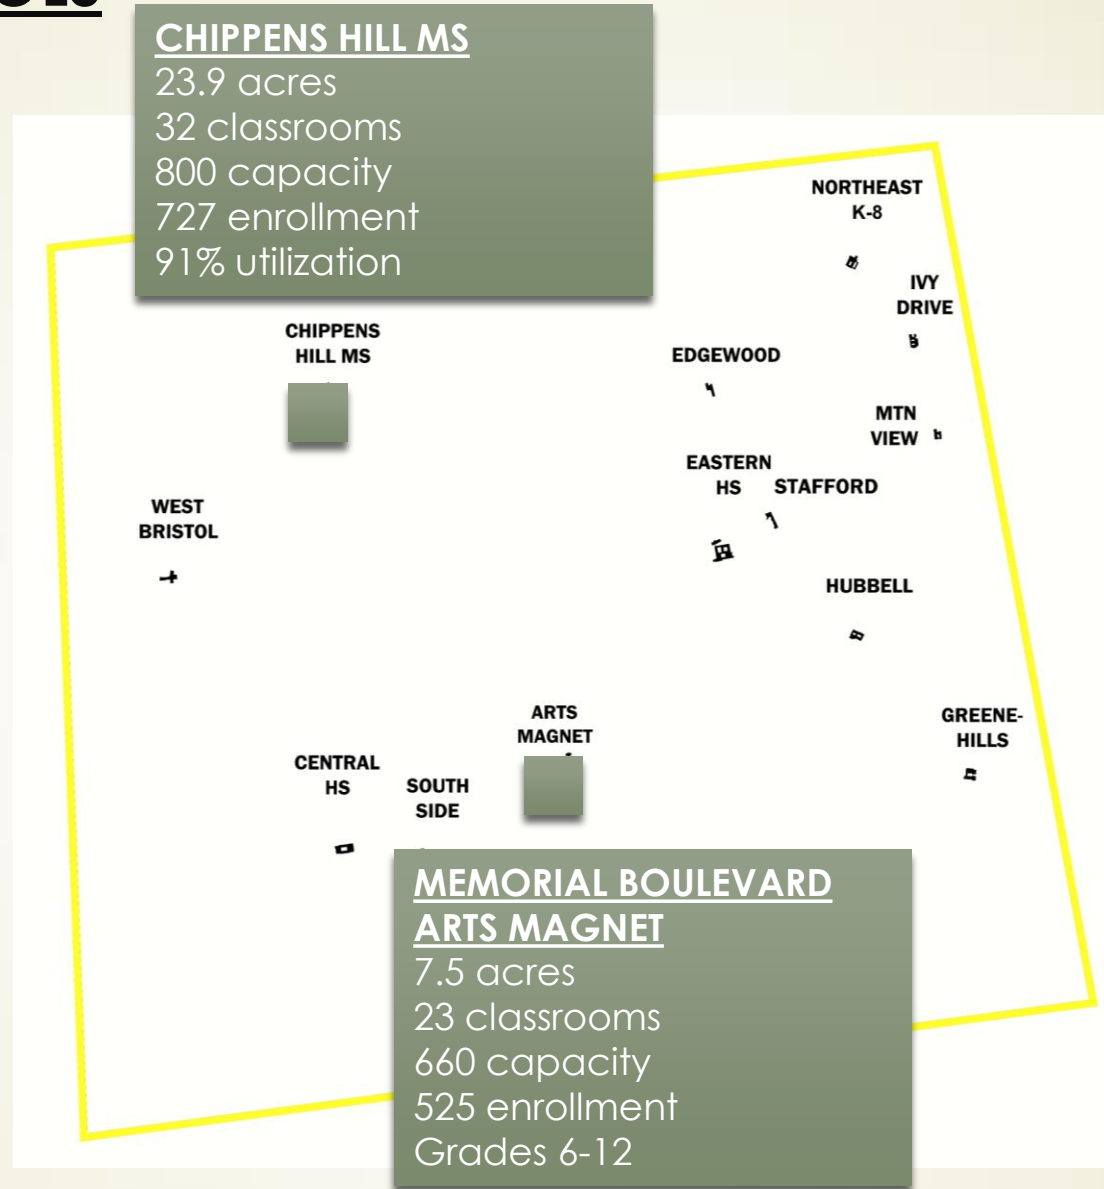 CHIPPENS HILL MS
23.9 acres
32 classrooms
800 capacity
727 enrollment
91% utilization
NORTHEAST
K-8
IVY
DRIVE
CHIPPENS
HILL MS
EDGEWOOD
MTN
VIEW
EASTERN
HS
STAFFORD
WEST
BRISTOL
HUBBELL
ARTS
MAGNET
GREENE-
HILLS
CENTRAL
HS
SOUTH
SIDE
MEMORIAL BOULEVARD
ARTS MAGNET
7.5 acres
23 classrooms
660 capacity
525 enrollment
Grades 6-12